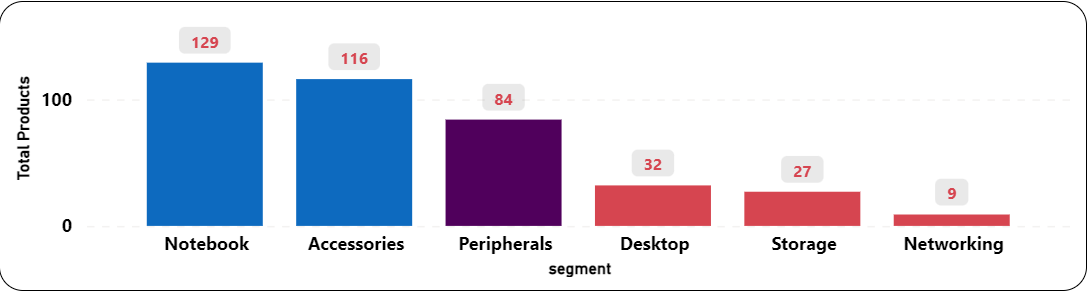 129
116
84
32
27
9
Total Products
100
0
Notebook
Accessories
Peripherals
Desktop
Storage
Networking
segment